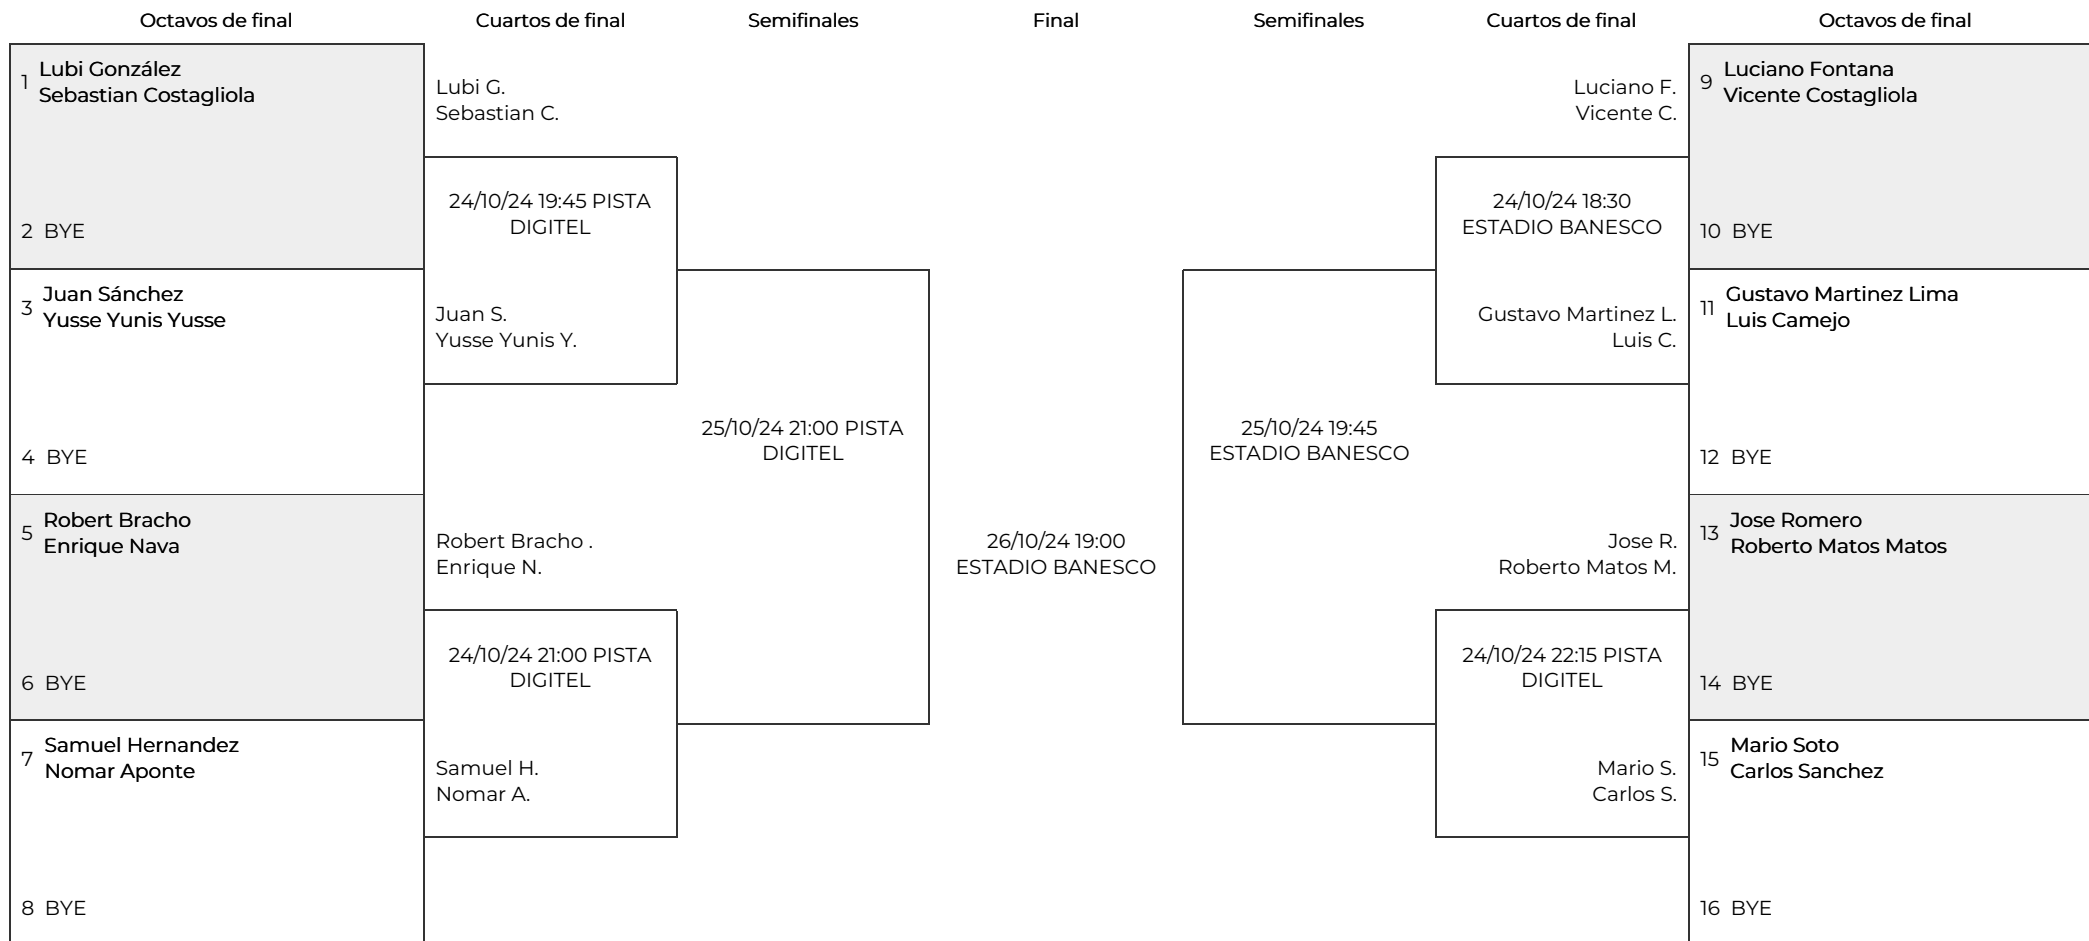 Octavos de final
Cuartos de final
Semifinales
Final
Semifinales
Cuartos de final
Octavos de final
1
Lubi González
Sebastian Costagliola
2 BYE
3
Juan Sánchez
Yusse Yunis Yusse
4 BYE
5
Robert Bracho
Enrique Nava
6 BYE
7
Samuel Hernandez
Nomar Aponte
8 BYE
Lubi G.
Sebastian C.
24/10/24 19:45 PISTA
DIGITEL
Juan S.
Yusse Yunis Y.
Robert Bracho .
Enrique N.
24/10/24 21:00 PISTA
DIGITEL
Samuel H.
Nomar A.
25/10/24 21:00 PISTA
DIGITEL
26/10/24 19:00
ESTADIO BANESCO
25/10/24 19:45
ESTADIO BANESCO
Luciano F.
Vicente C.
24/10/24 18:30
ESTADIO BANESCO
Gustavo Martinez L.
Luis C.
Jose R.
Roberto Matos M.
24/10/24 22:15 PISTA
DIGITEL
Mario S.
Carlos S.
9
Luciano Fontana
Vicente Costagliola
10 BYE
11
Gustavo Martinez Lima
Luis Camejo
12 BYE
13
Jose Romero
Roberto Matos Matos
14 BYE
15
Mario Soto
Carlos Sanchez
16 BYE